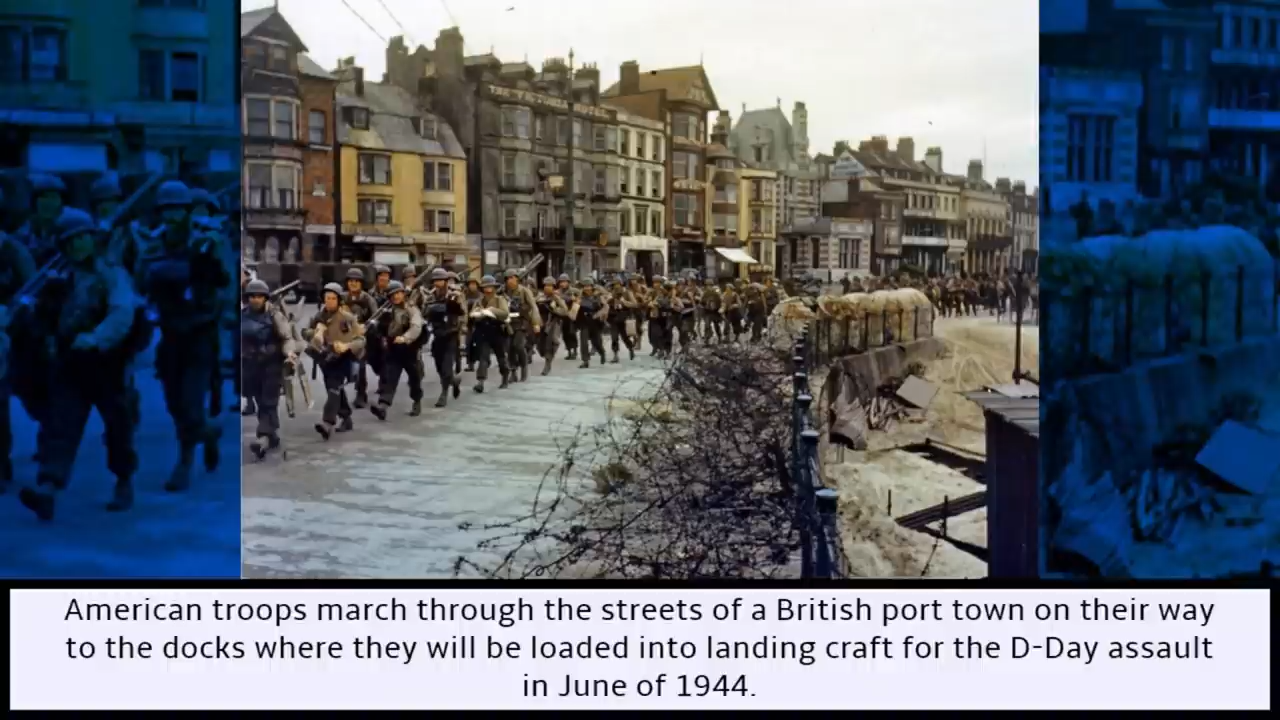 American troops march through the streets of a British port town on their way
to the docks where they will be loaded into landing craft for the D-Day assault
in June of 1944.